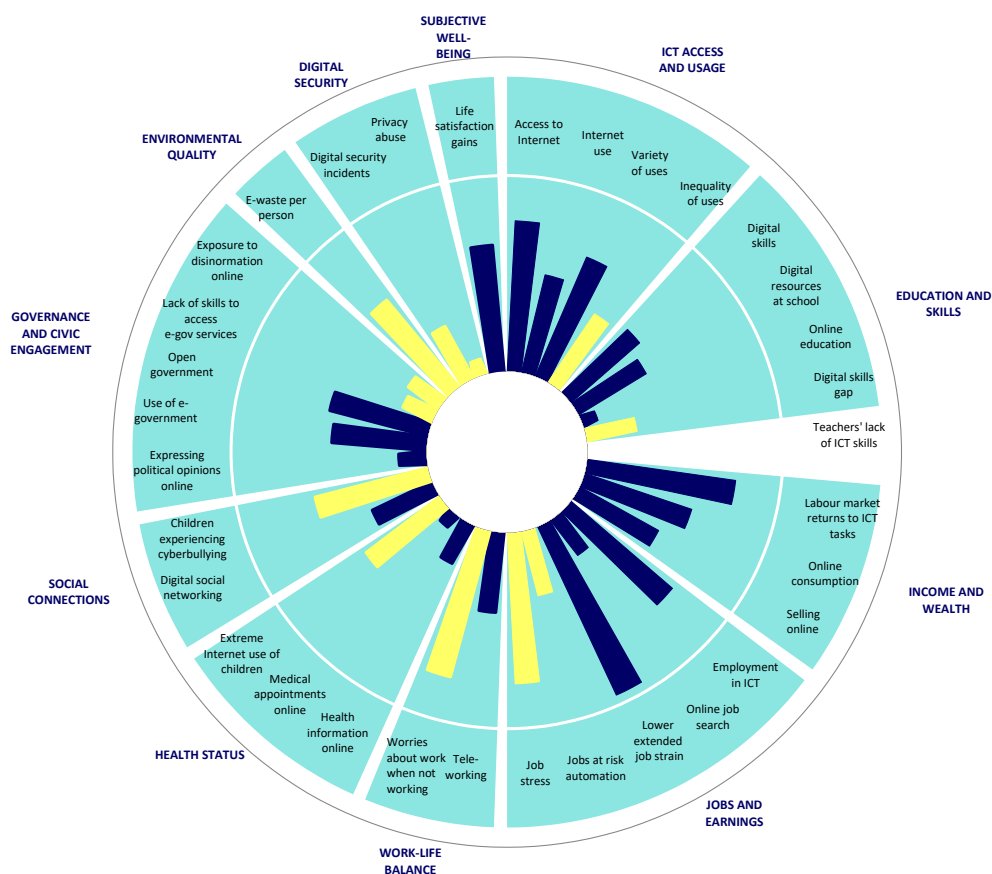 SUBJECTIVE
WELL-
BEING
ICT ACCESS
AND USAGE
DIGITAL
SECURITY
ENVIRONMENTAL
QUALITY
EDUCATION AND
SKILLS
GOVERNANCE
AND CIVIC
ENGAGEMENT
INCOME AND
WEALTH
SOCIAL
CONNECTIONS
HEALTH STATUS
JOBS AND
EARNINGS
WORK-LIFE
BALANCE
Life
satisfaction
gains
Access to
Internet
Internet
use
Variety
of uses
Inequality
of uses
Digital
skills
Digital
resources
at school
Online
education
Digital skills
gap
Teachers' lack
of ICT skills
Labour market
returns to ICT
tasks
Online
consumption
Selling
online
Employment
in ICT
Online job
search
Lower
extended
job strain
Jobs at risk
automation
Job
stress
Tele-
working
Worries
about work
when not
working
Health
information
online
Medical
appointments
online
Extreme
Internet use of
children
Digital social
networking
Children
experiencing
cyberbullying
Expressing
political opinions
online
Use of e-
government
Open
government
Lack of skills to
access
e-gov services
Exposure to
disinormation
online
E-waste per
person
Digital security
incidents
Privacy
abuse